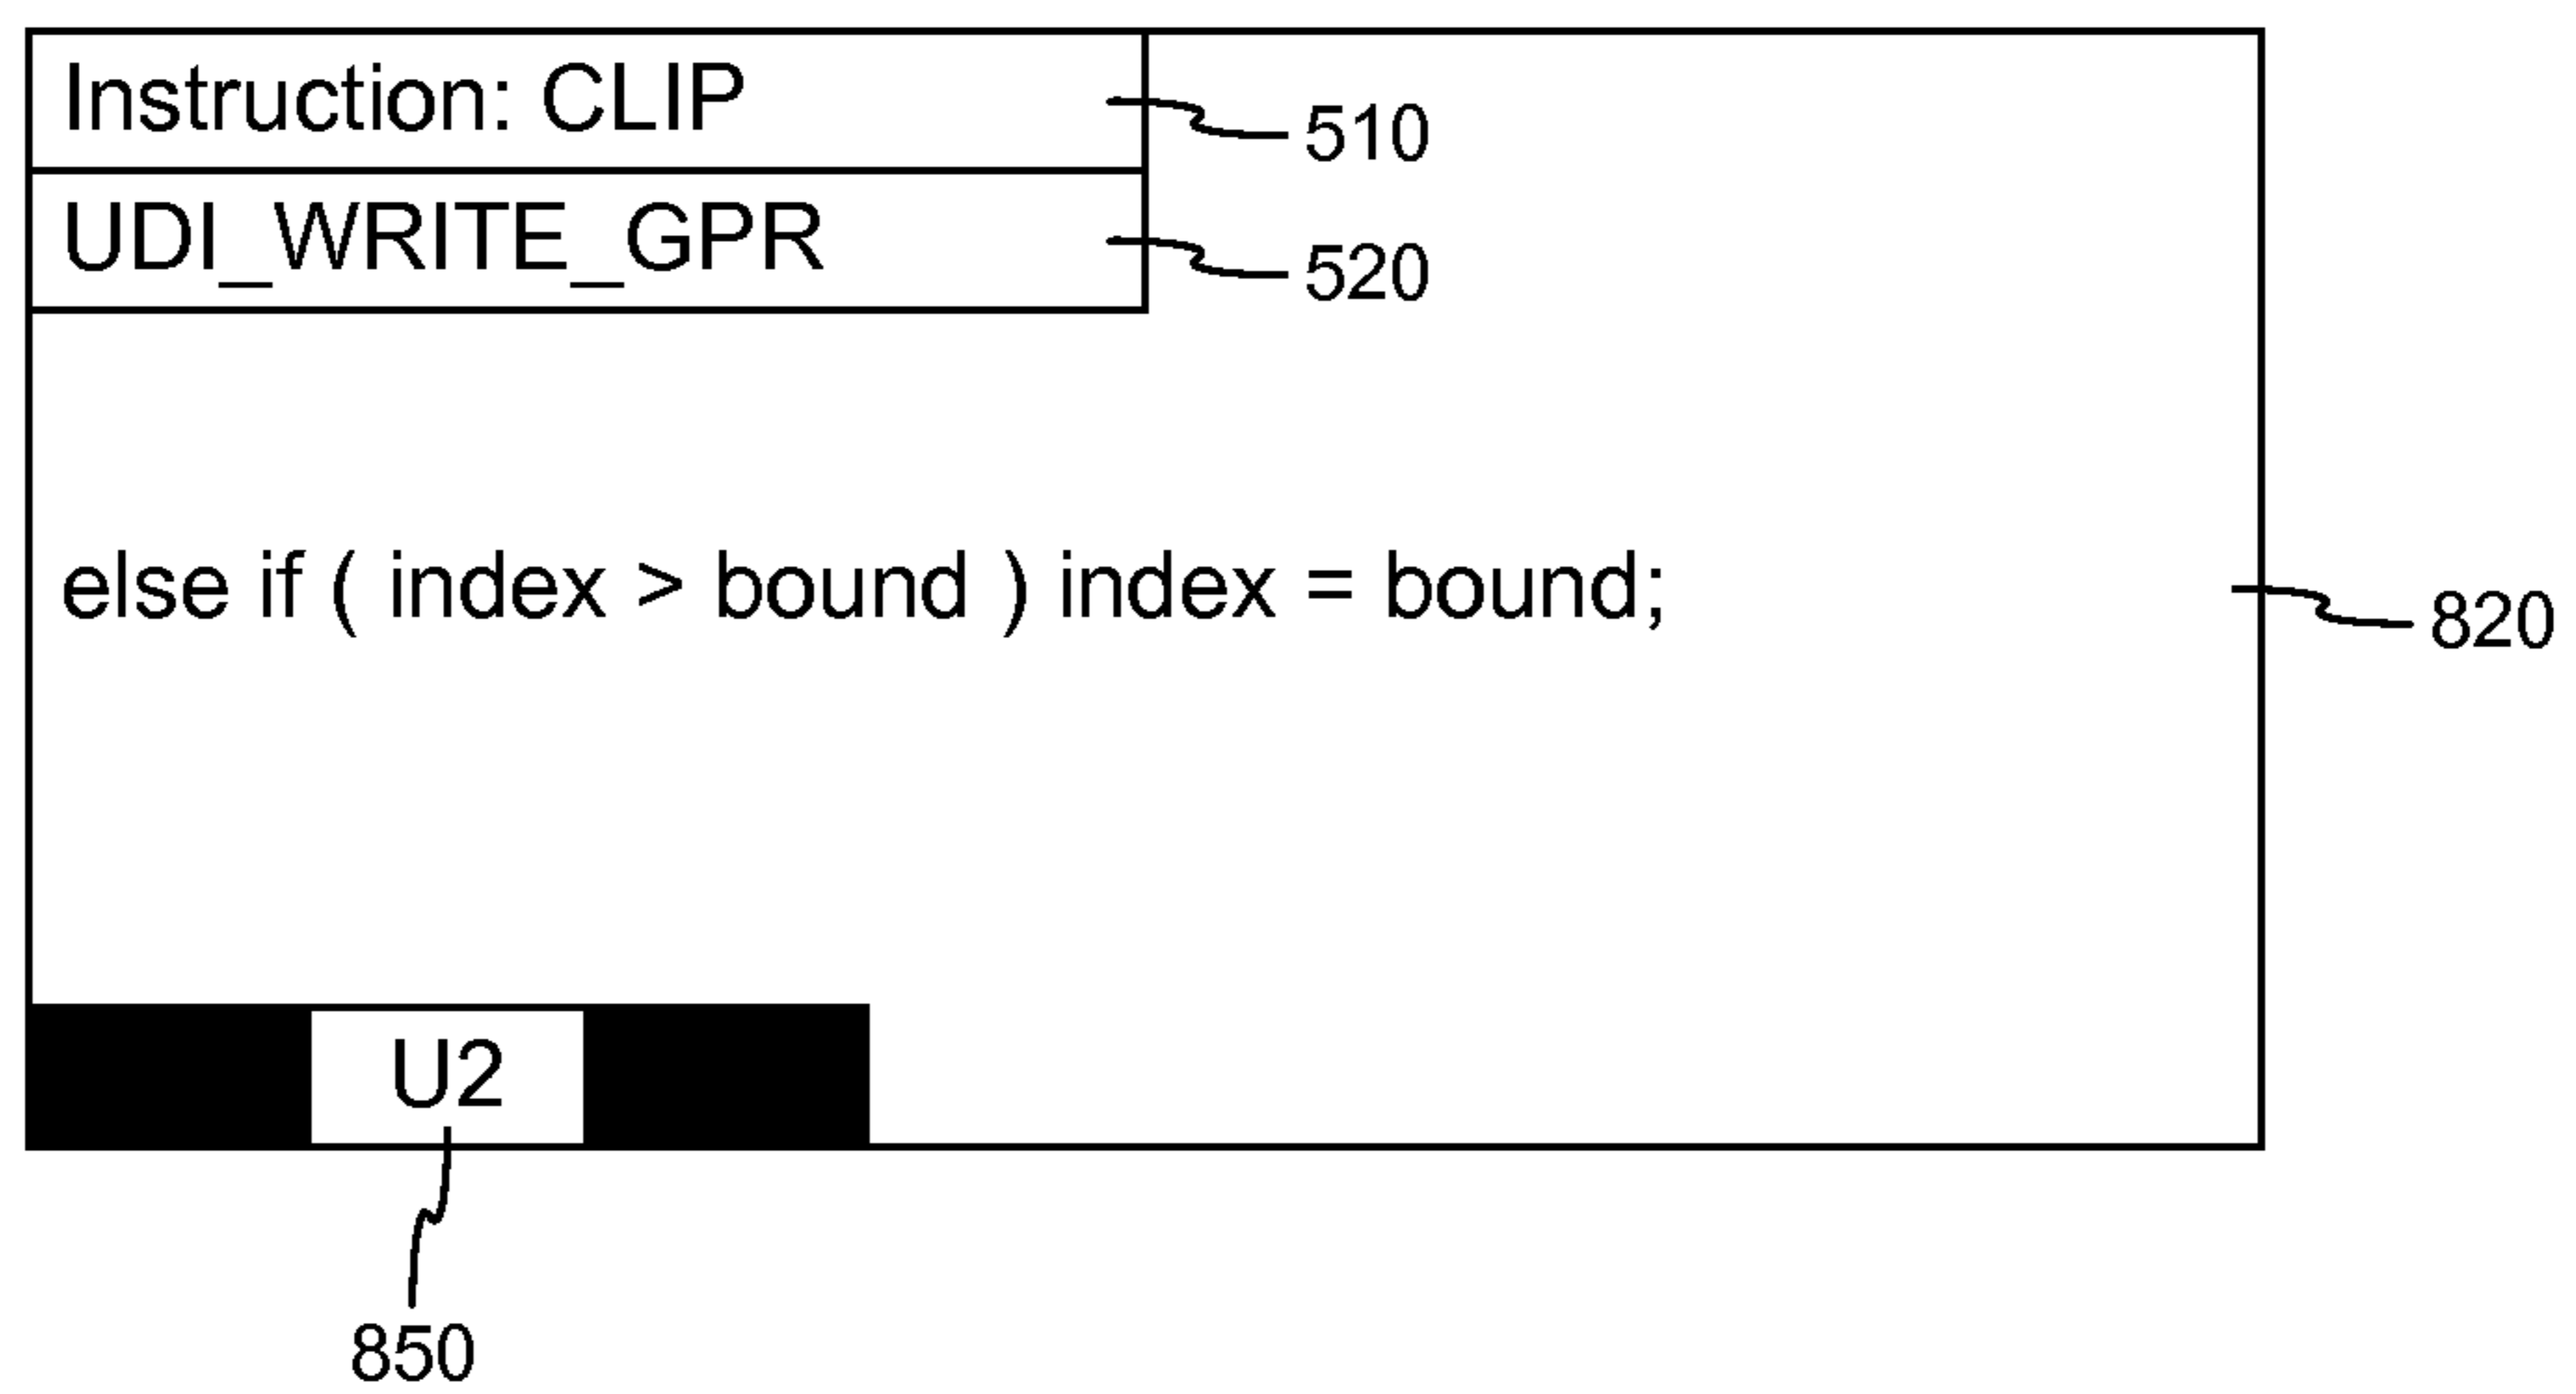 Instruction: CLIP
510
UDI_WRITE_GPR
520
else if ( index > bound ) index = bound;
820
U2
850